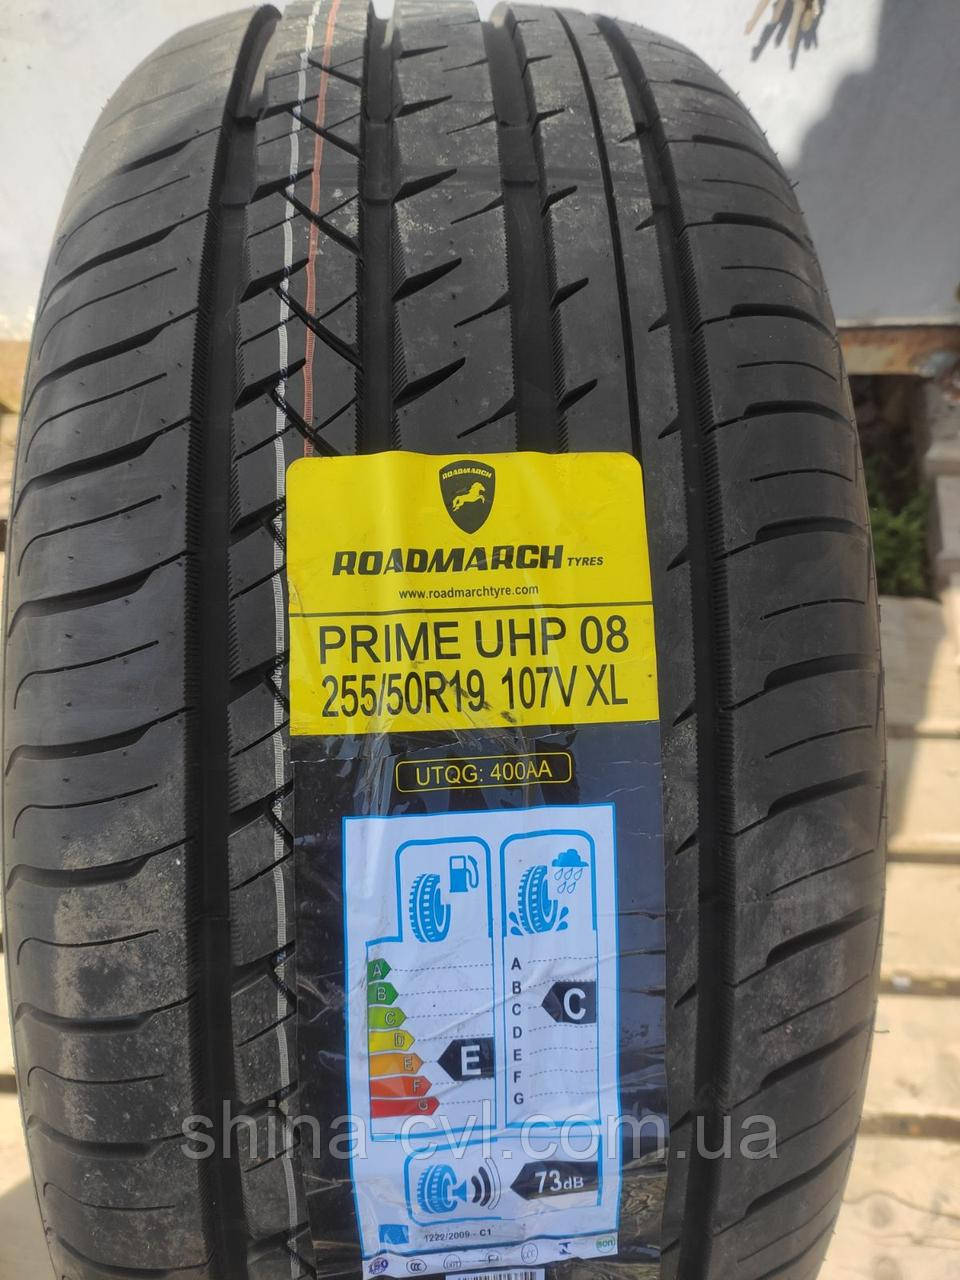 ROADMARCH
ROADMARCH TYRES
www.roadmarchtyre.com
PRIME UHP 08
255/50R19 107V XL
UTQG: 400AA
A
B
C
D
E
F
G
E
A
B
C
D
E
F
G
C
shina-cvl.com.ua
73dB
1222/2009 - C1